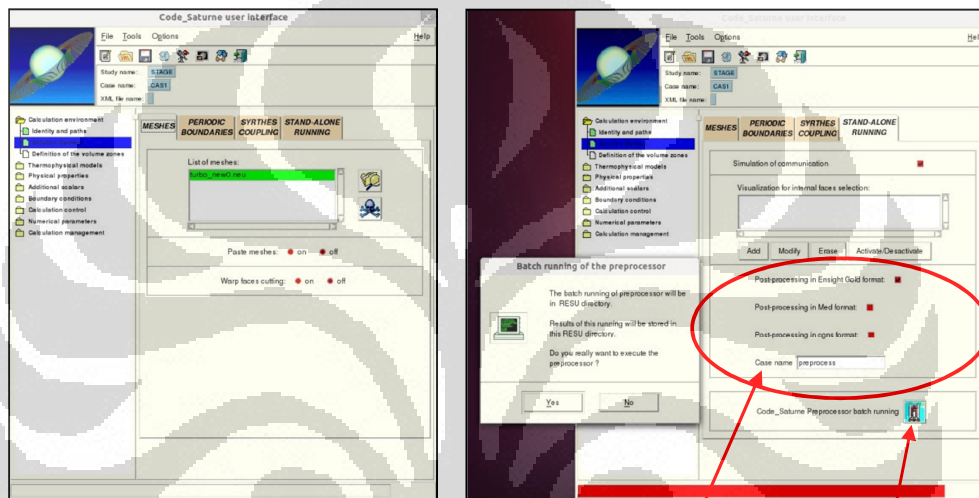 Code_Saturne user interface
File Tools Options Help
Study name: STAGE
Case name: CAS1
XML file name:
Calculation environment
Identity and paths
Definition of the volume zones
Thermophysical models
Physical properties
Additional scalars
Boundary conditions
Calculation control
Numerical parameters
Calculation management
MESHES PERIODIC BOUNDARIES SYRTHES COUPLING STAND-ALONE RUNNING
List of meshes:
turbo_new0.neu
Paste meshes: on off
Warp faces cutting: on off
Code_Saturne user interface
File Tools Options Hel
Study name: STAGE
Case name: CAS1
XML file name:
Calculation environment
Identity and paths
Definition of the volume zones
Thermophysical models
Physical properties
Additional scalars
Boundary conditions
Calculation control
Numerical parameters
Calculation management
MESHES PERIODIC BOUNDARIES SYRTHES COUPLING STAND-ALONE RUNNING
Simulation of communication
Visualization for internal faces selection:
Add Modify Erase Activate/Desactivate
Post-processing in Ensight Gold format:
Post-processing in Med format:
Post-processing in cgns format:
Case name preprocess
Code_Saturne Preprocessor batch running
Batch running of the preprocessor
The batch running of preprocessor will be
in RESU directory.
Results of this running will be stored in
this RESU directory.
Do you really want to execute the
preprocessor ?
Yes No